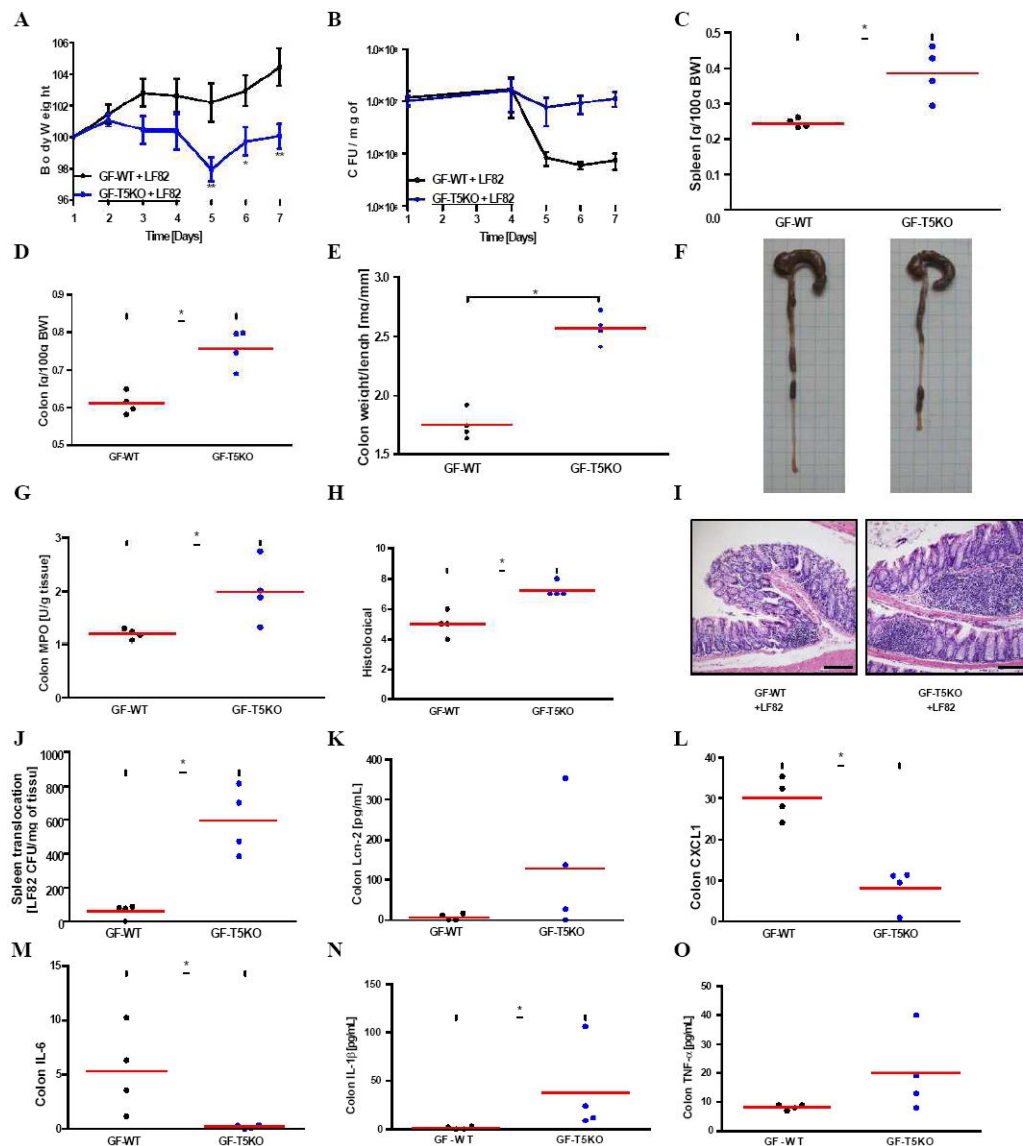 A
B o d y W e i g h t
106
104
102
100
98
96
GF-WT + LF82
GF-T5KO + LF82
** * **
1 2 3 4 5 6 7
Time [Days]
B
C F U / m g o f
GF-WT + LF82
GF-T5KO + LF82
1 2 3 4 5 6 7
Time [Days]
C
*
Spleen [g/100g BW]
0.5
0.4
0.3
0.2
0.0
GF-WT GF-T5KO
D
*
Colon [g/100g BW]
0.9
0.8
0.7
0.6
0.5
GF-WT GF-T5KO
E
*
Colon weight/lengh [mg/mm]
3.0
2.5
2.0
1.5
GF-WT GF-T5KO
F
G
*
Colon MPO [U/g tissue]
3
2
1
0
GF-WT GF-T5KO
H
*
Histological
10
8
6
4
2
0
GF-WT GF-T5KO
I
GF-WT GF-T5KO
+LF82 +LF82
J
*
Spleen translocation
[LF82 CFU/mg of tissu]
1000
800
600
400
200
0
GF-WT GF-T5KO
K
Colon Lcn-2 [pg/mL]
400
300
200
100
0
GF-WT GF-T5KO
L
*
Colon CXCL1
40
30
20
10
0
GF-WT GF-T5KO
M
*
Colon IL-6
15
10
5
0
GF-WT GF-T5KO
N
*
Colon IL-1β [pg/mL]
150
100
50
0
GF - W T GF-T5KO
O
Colon TNF-α [pg/mL]
50
40
30
20
10
0
GF - W T GF-T5KO